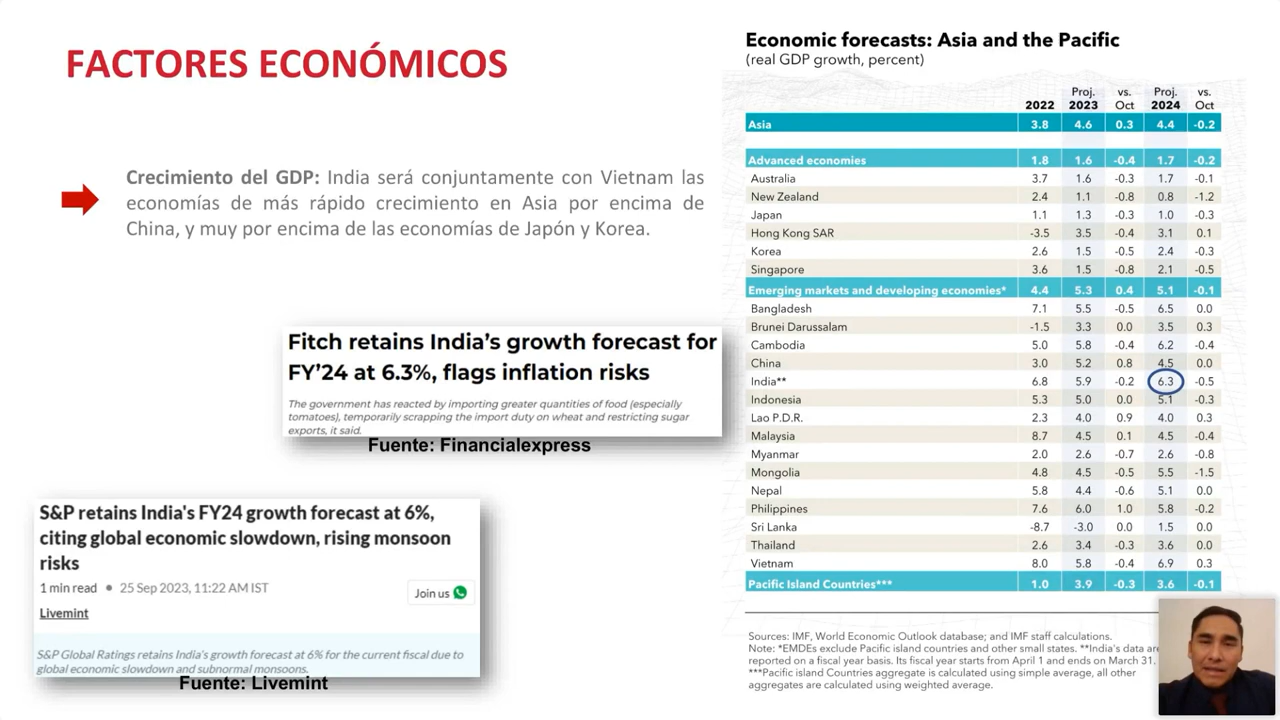 FACTORES ECONÓMICOS
Crecimiento del GDP: India será conjuntamente con Vietnam las
economías de más rápido crecimiento en Asia por encima de
China, y muy por encima de las economías de Japón y Korea.
Fitch retains India's growth forecast for
FY'24 at 6.3%, flags inflation risks
The government has reacted by importing greater quantities of food (especially
tomatoes), temporarily scrapping the import duty on wheat and restricting sugar
exports, it said.
Fuente: Financialexpress
S&P retains India's FY24 growth forecast at 6%,
citing global economic slowdown, rising monsoon
risks
1 min read • 25 Sep 2023, 11:22 AM IST
Join us
Livemint
S&P Global Ratings retains India's growth forecast at 6% for the current fiscal due to
global economic slowdown and subnormal monsoons.
Fuente: Livemint
Economic forecasts: Asia and the Pacific
(real GDP growth, percent)
Proj. vs. Proj. vs.
2022 2023 Oct 2024 Oct
Asia 3.8 4.6 0.3 4.4 -0.2
Advanced economies 1.8 1.6 -0.4 1.7 -0.2
Australia 3.7 1.6 -0.3 1.7 -0.1
New Zealand 2.4 1.1 -0.8 0.8 -1.2
Japan 1.1 1.3 -0.3 1.0 -0.3
Hong Kong SAR -3.5 3.5 -0.4 3.1 0.1
Korea 2.6 1.5 -0.5 2.4 -0.3
Singapore 3.6 1.5 -0.8 2.1 -0.5
Emerging markets and developing economies* 4.4 5.3 0.4 5.1 -0.1
Bangladesh 7.1 5.5 -0.5 6.5 0.0
Brunei Darussalam -1.5 3.3 0.0 3.5 0.3
Cambodia 5.0 5.8 -0.4 6.2 -0.4
China 3.0 5.2 0.8 4.5 0.0
India** 6.8 5.9 -0.2 6.3 -0.5
Indonesia 5.3 5.0 0.0 5.1 -0.3
Lao P.D.R. 2.3 4.0 0.9 4.0 0.3
Malaysia 8.7 4.5 0.1 4.5 -0.4
Myanmar 2.0 2.6 -0.7 2.6 -0.8
Mongolia 4.8 4.5 -0.5 5.5 -1.5
Nepal 5.8 4.4 -0.6 5.1 0.0
Philippines 7.6 6.0 1.0 5.8 -0.2
Sri Lanka -8.7 -3.0 0.0 1.5 0.0
Thailand 2.6 3.4 -0.3 3.6 0.0
Vietnam 8.0 5.8 -0.4 6.9 0.3
Pacific Island Countries*** 1.0 3.9 -0.3 3.6 -0.1
Sources: IMF, World Economic Outlook database; and IMF staff calculations.
Note: *EMDEs exclude Pacific island countries and other small states. **India's data are
reported on a fiscal year basis. Its fiscal year starts from April 1 and ends on March 31.
***Pacific island Countries aggregate is calculated using simple average, all other
aggregates are calculated using weighted average.